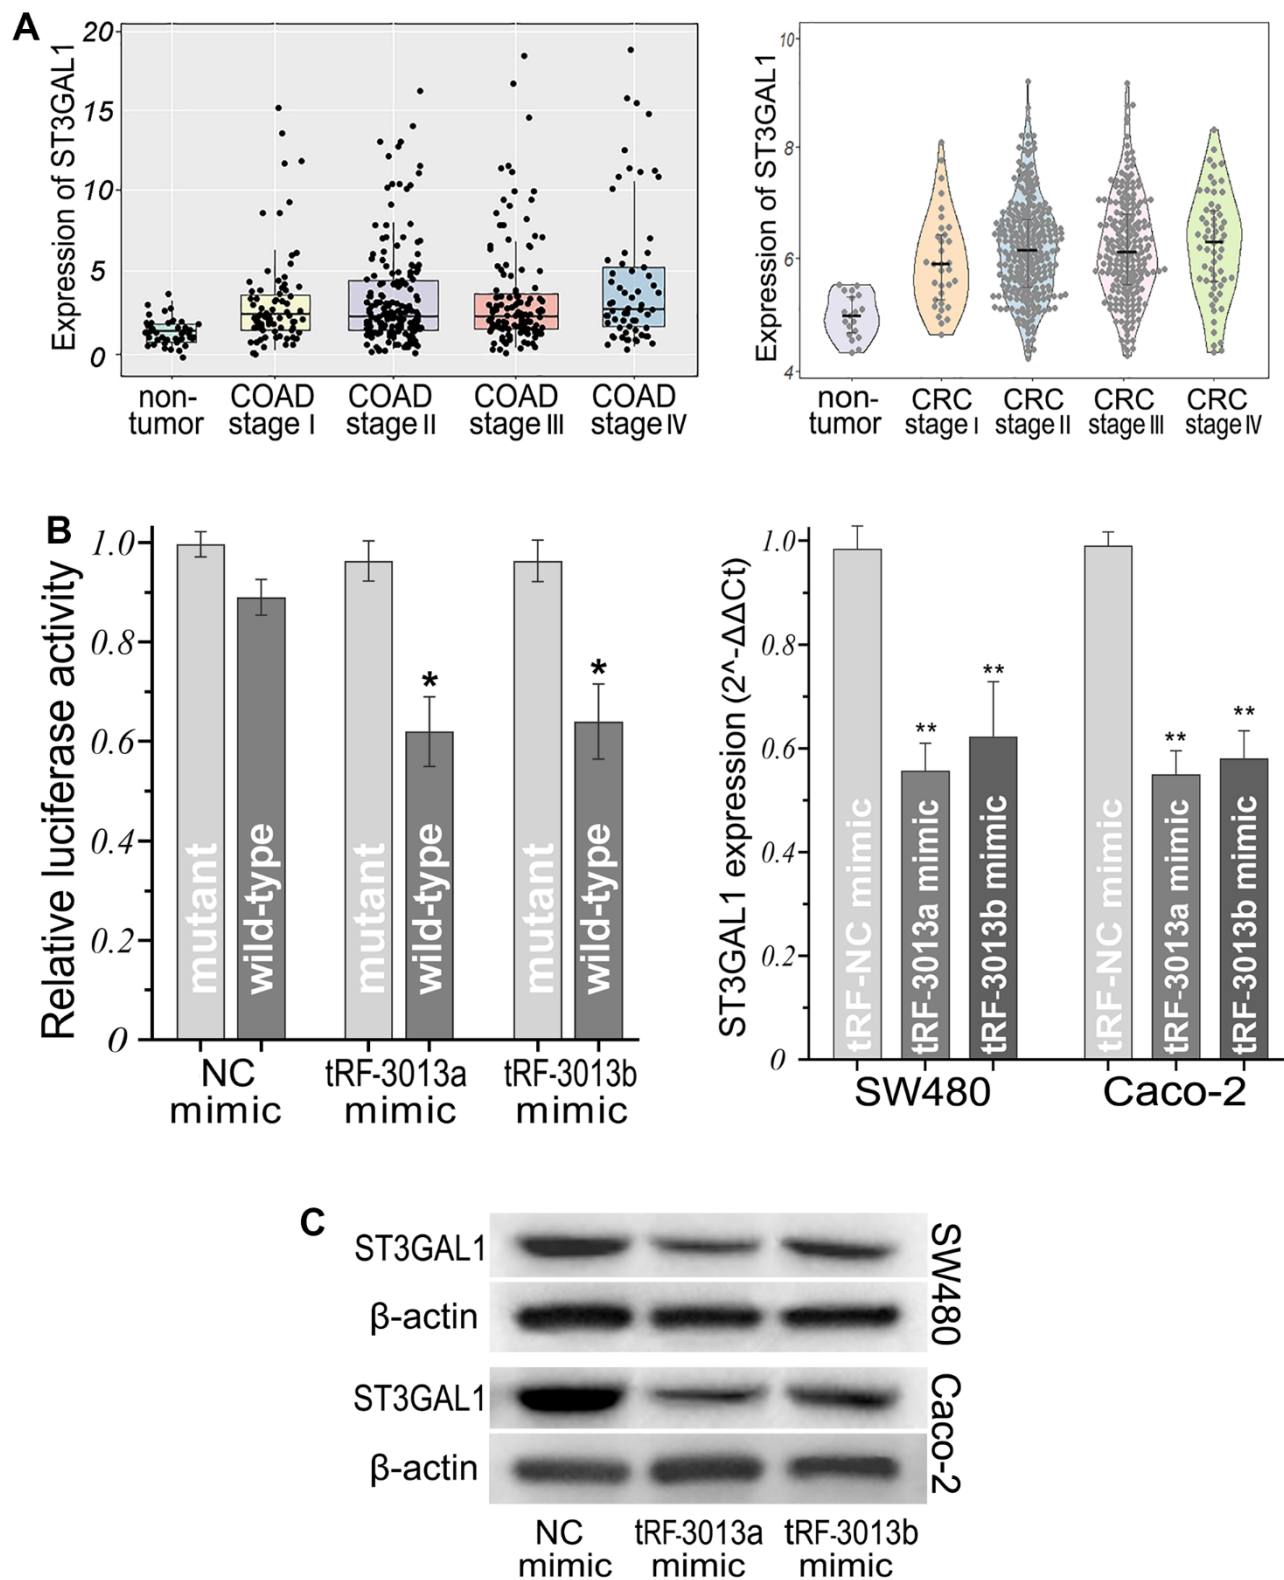 A
Expression of ST3GAL1
20
15
10
5
0
non-tumor
COAD stage I
COAD stage II
COAD stage III
COAD stage IV
Expression of ST3GAL1
10
8
6
4
non-tumor
CRC stage I
CRC stage II
CRC stage III
CRC stage IV
B
Relative luciferase activity
1.0
0.8
0.6
0.4
0.2
0
mutant
wild-type
mutant
*
wild-type
mutant
*
wild-type
NC mimic
tRF-3013a mimic
tRF-3013b mimic
ST3GAL1 expression (2^-ΔΔCt)
1.0
0.8
0.6
0.4
0.2
0
tRF-NC mimic
**
tRF-3013a mimic
**
tRF-3013b mimic
tRF-NC mimic
**
tRF-3013a mimic
**
tRF-3013b mimic
SW480
Caco-2
C
ST3GAL1
β-actin
SW480
ST3GAL1
β-actin
Caco-2
NC mimic
tRF-3013a mimic
tRF-3013b mimic